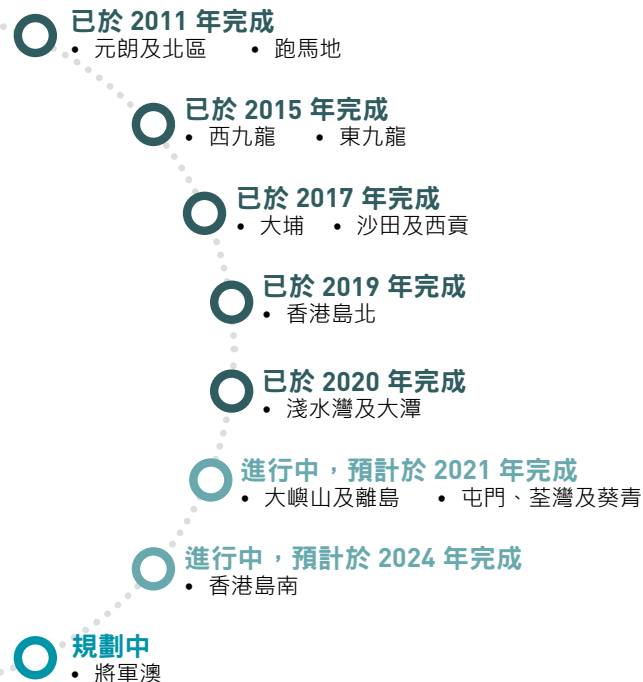 已於 2011 年完成
• 元朗及北區 • 跑馬地
已於 2015 年完成
• 西九龍 • 東九龍
已於 2017 年完成
• 大埔 • 沙田及西貢
已於 2019 年完成
• 香港島北
已於 2020 年完成
• 淺水灣及大潭
進行中，預計於 2021 年完成
• 大嶼山及離島 • 屯門、荃灣及葵青
進行中，預計於 2024 年完成
• 香港島南
規劃中
• 將軍澳